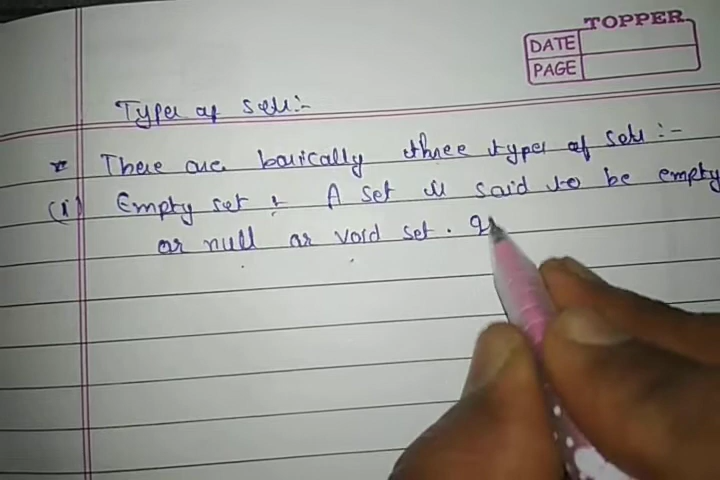 TOPPER
DATE
PAGE
Types of sets:-
* There are basically three types of sets :-
(i) Empty set :- A set is said to be empty
or null or void set.